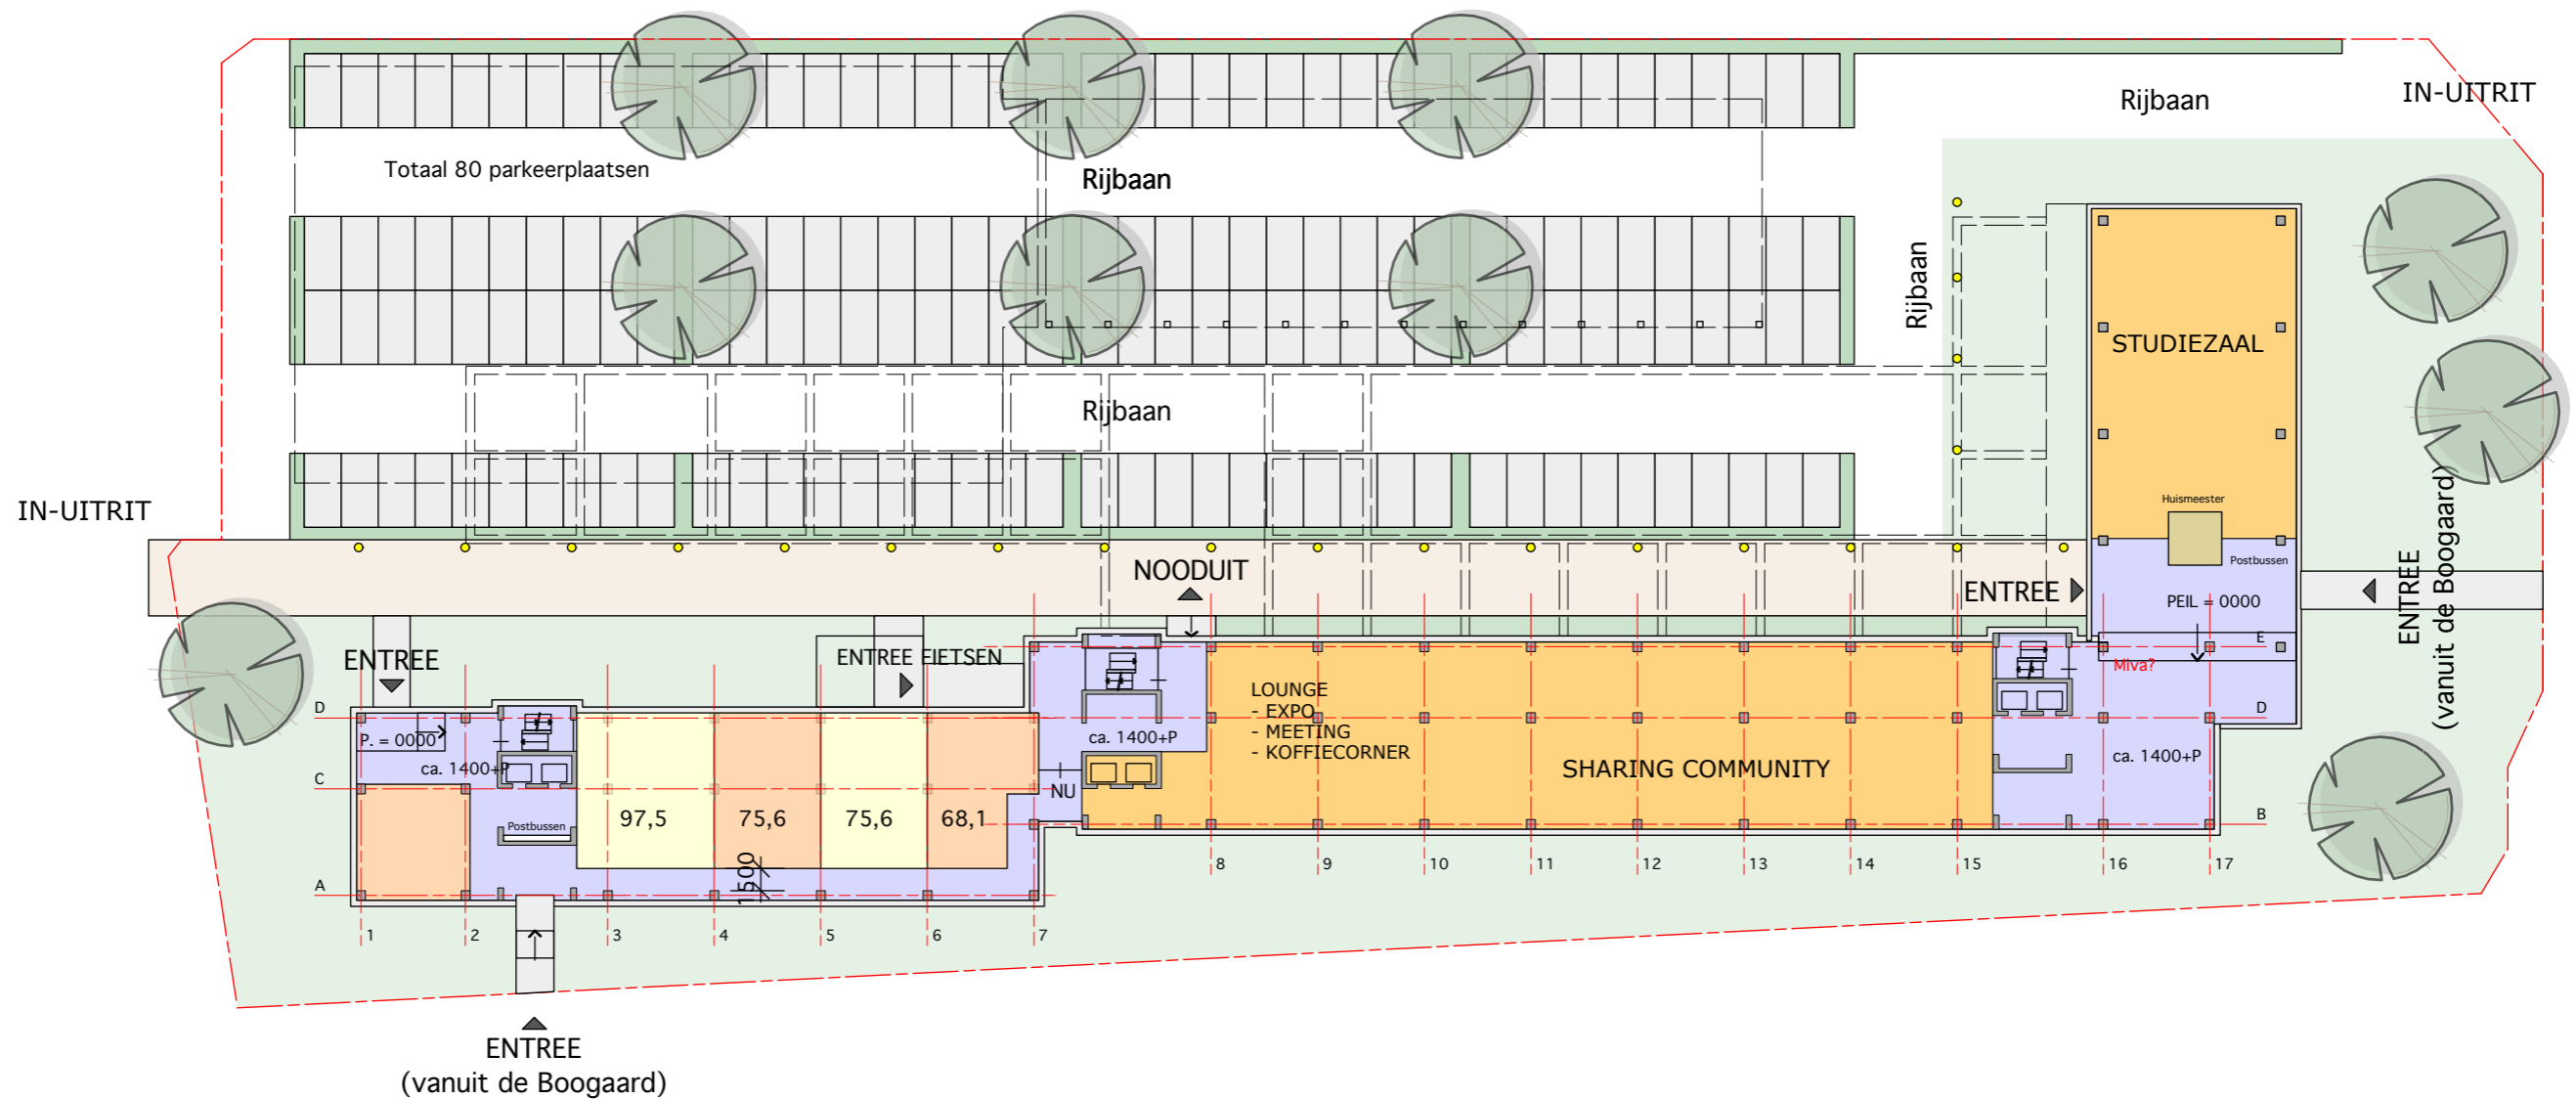 Rijbaan
IN-UITRIT
Totaal 80 parkeerplaatsen
Rijbaan
Rijbaan
STUDIEZAAL
Rijbaan
Huismeester
IN-UITRIT
NOODUIT
ENTREE
Postbussen
PEIL = 0000
ENTREE
(vanuit de Boogaard)
ENTREE
ENTREE FIETSEN
E
Miva?
LOUNGE
- EXPO
- MEETING
- KOFFIECORNER
D
D
P. = 0000
ca. 1400+P
ca. 1400+P
ca. 1400+P
SHARING COMMUNITY
C
NU
97,5
75,6
75,6
68,1
Postbussen
B
1500
8
9
10
11
12
13
14
15
16
17
A
1
2
3
4
5
6
7
ENTREE
(vanuit de Boogaard)